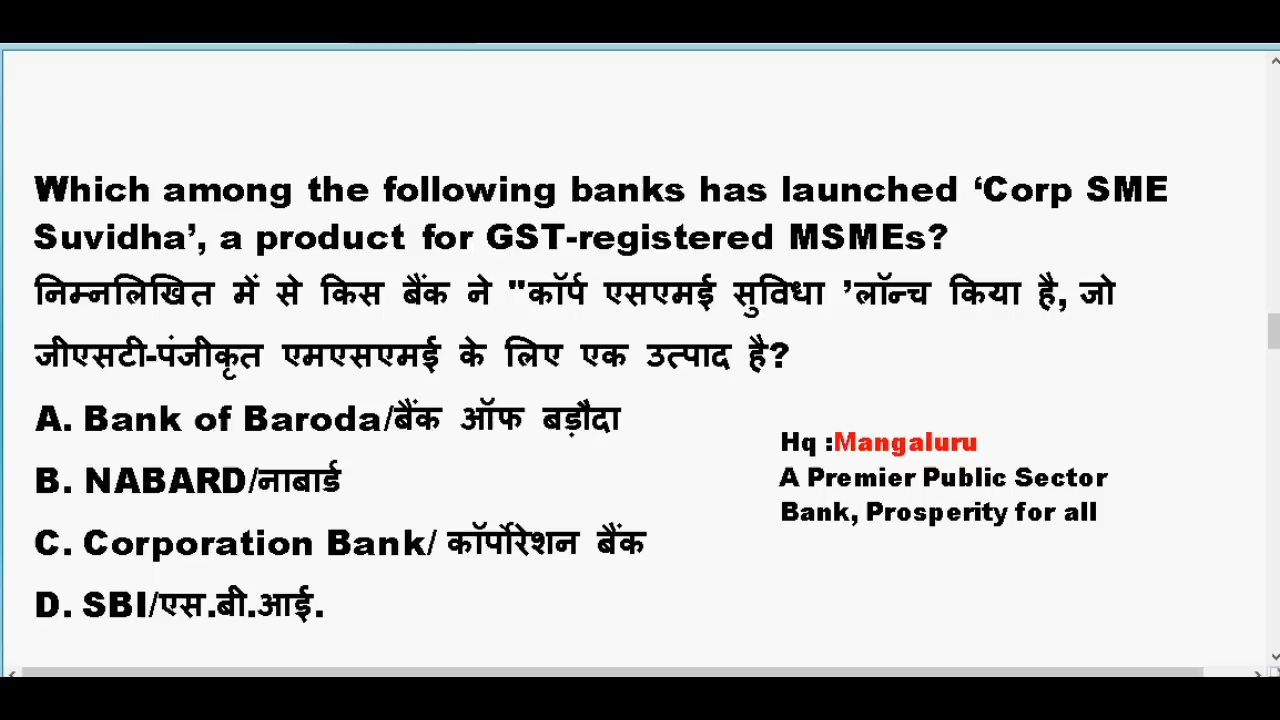 Which among the following banks has launched ‘Corp SME
Suvidha’, a product for GST-registered MSMEs?
निम्नलिखित में से किस बैंक ने "कॉर्प एसएमई सुविधा ’लॉन्च किया है, जो
जीएसटी-पंजीकृत एमएसएमई के लिए एक उत्पाद है?
A. Bank of Baroda/बैंक ऑफ बड़ौदा
B. NABARD/नाबार्ड
C. Corporation Bank/ कॉर्पोरेशन बैंक
D. SBI/एस.बी.आई.
Hq :Mangaluru
A Premier Public Sector
Bank, Prosperity for all